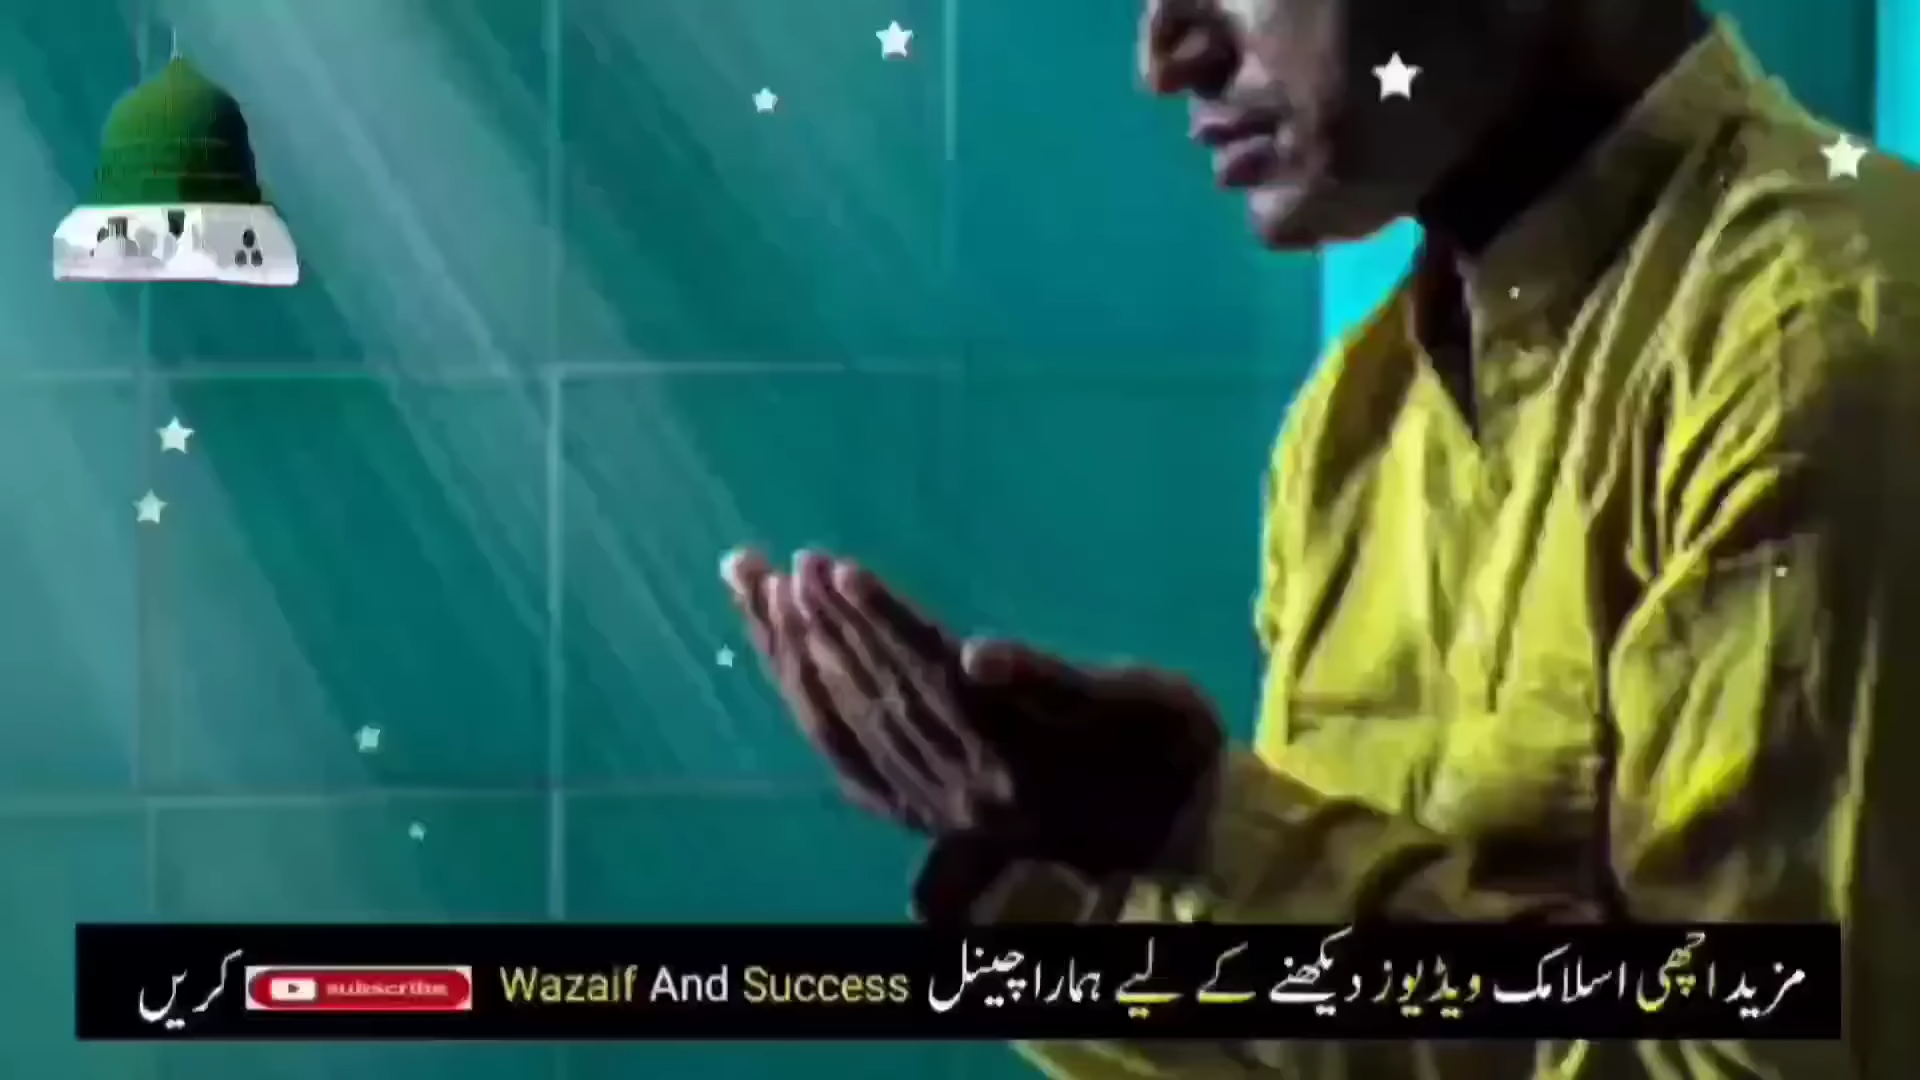 مزید اچھی اسلامک ویڈیوز دیکھنے کے لیے ہمارا چینل Wazaif And Success subscribe کریں